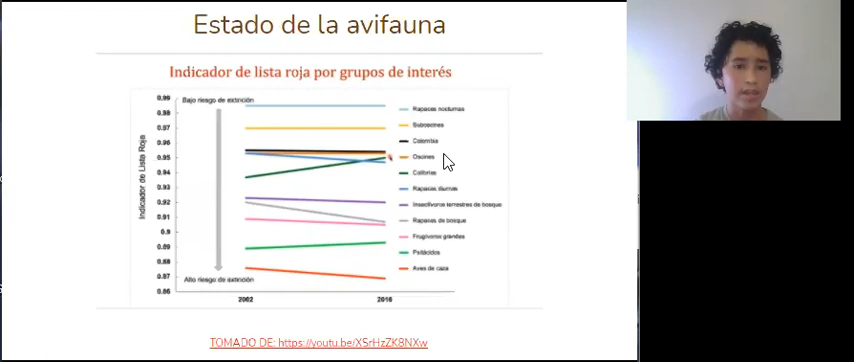 Estado de la avifauna
Indicador de lista roja por grupos de interés
0.99
Bajo riesgo de extinción
0.98
0.97
0.96
0.95
0.94
0.93
0.92
0.91
0.9
0.89
0.88
0.87
0.86
Indicador de Lista Roja
Alto riesgo de extinción
2002
2016
Rapaces nocturnas
Suboscines
Colombia
Oscines
Colibríes
Rapaces diurnas
Insectívoros terrestres de bosque
Rapaces de bosque
Frugívoros grandes
Psitácidos
Aves de caza
TOMADO DE: https://youtu.be/XSrHzZK8NXw